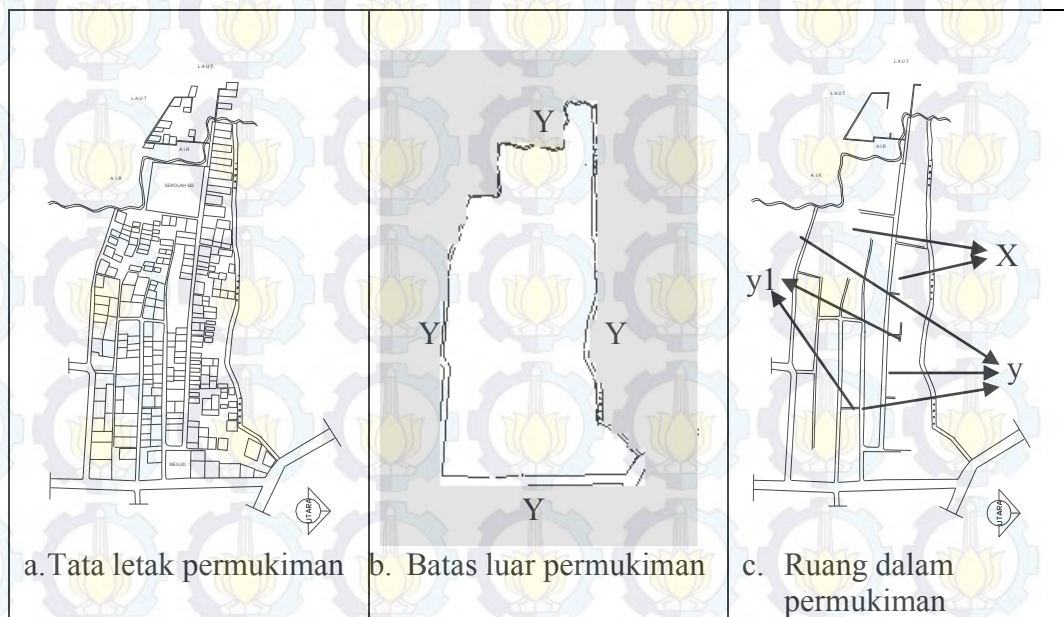 LAUT
LAUT
AIR
AIR
SEKOLAH SD
MESJID
UTARA
a. Tata letak permukiman
Y
Y
Y
Y
b. Batas luar permukiman
LAUT
LAUT
AIR
AIR
X
y1
y
UTARA
c. Ruang dalam
permukiman